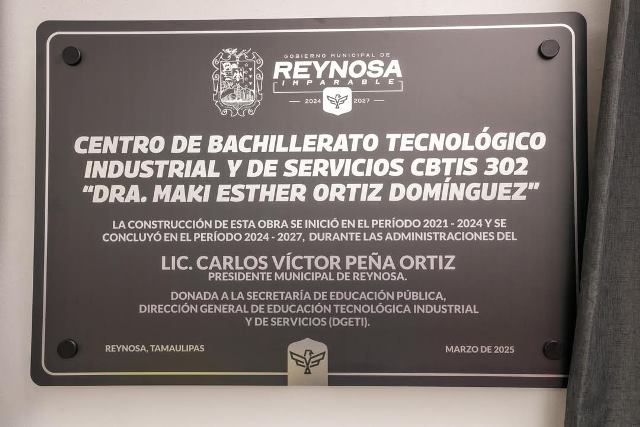 GOBIERNO MUNICIPAL DE
REYNOSA
IMPARABLE
2024 2027
CENTRO DE BACHILLERATO TECNOLÓGICO
INDUSTRIAL Y DE SERVICIOS CBTIS 302
“DRA. MAKI ESTHER ORTIZ DOMÍNGUEZ”
LA CONSTRUCCIÓN DE ESTA OBRA SE INICIÓ EN EL PERÍODO 2021 - 2024 Y SE
CONCLUYÓ EN EL PERÍODO 2024 - 2027, DURANTE LAS ADMINISTRACIONES DEL
LIC. CARLOS VÍCTOR PEÑA ORTIZ
PRESIDENTE MUNICIPAL DE REYNOSA.
DONADA A LA SECRETARÍA DE EDUCACIÓN PÚBLICA,
DIRECCIÓN GENERAL DE EDUCACIÓN TECNOLÓGICA INDUSTRIAL
Y DE SERVICIOS (DGETI).
REYNOSA, TAMAULIPAS
MARZO DE 2025